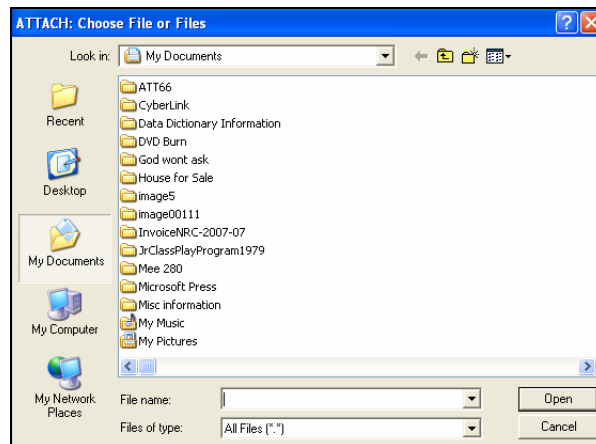 ATTACH: Choose File or Files
Look in: My Documents
Recent
Desktop
My Documents
My Computer
My Network
Places
ATT66
CyberLink
Data Dictionary Information
DVD Burn
God wont ask
House for Sale
image5
image00111
InvoiceNRC-2007-07
JrClassPlayProgram1979
Mee 280
Microsoft Press
Misc information
My Music
My Pictures
File name:
Open
Files of type: All Files (*.*)
Cancel